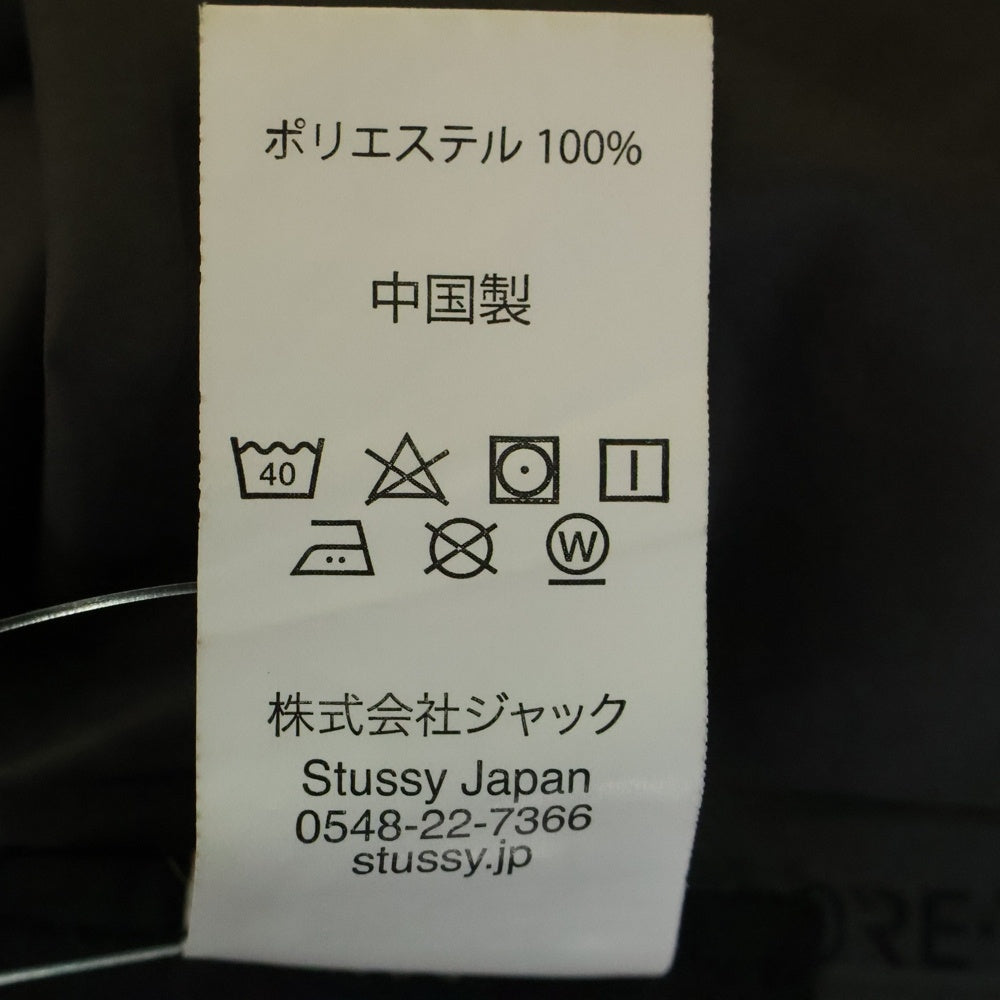 ポリエステル 100%
中国製
40
W
株式会社ジャック
Stussy Japan
0548-22-7366
stussy.jp